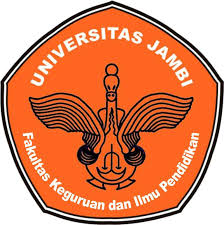 UNIVERSITAS JAMBI
Fakultas Keguruan dan Ilmu Pendidikan